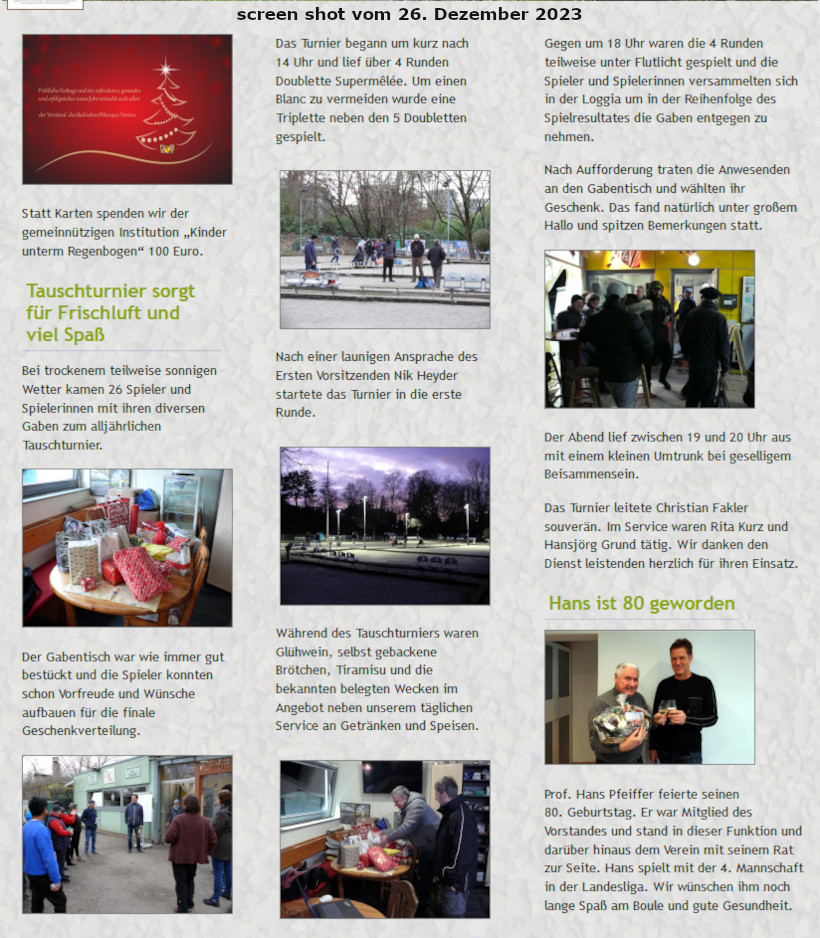 screen shot vom 26. Dezember 2023
Fröhliche Festtage und ein zufriedenes, gesundes
und erfolgreiches neues Jahr wünscht euch allen
der Vorstand des Badischen Pétanque-Vereins
Statt Karten spenden wir der
gemeinnützigen Institution „Kinder
unterm Regenbogen“ 100 Euro.
Tauschturnier sorgt
für Frischluft und
viel Spaß
Bei trockenem teilweise sonnigen
Wetter kamen 26 Spieler und
Spielerinnen mit ihren diversen
Gaben zum alljährlichen
Tauschturnier.
Der Gabentisch war wie immer gut
bestückt und die Spieler konnten
schon Vorfreude und Wünsche
aufbauen für die finale
Geschenkverteilung.
Das Turnier begann um kurz nach
14 Uhr und lief über 4 Runden
Doublette Supermêlée. Um einen
Blanc zu vermeiden wurde eine
Triplette neben den 5 Doubletten
gespielt.
Nach einer launigen Ansprache des
Ersten Vorsitzenden Nik Heyder
startete das Turnier in die erste
Runde.
Während des Tauschturniers waren
Glühwein, selbst gebackene
Brötchen, Tiramisu und die
bekannten belegten Wecken im
Angebot neben unserem täglichen
Service an Getränken und Speisen.
Gegen um 18 Uhr waren die 4 Runden
teilweise unter Flutlicht gespielt und die
Spieler und Spielerinnen versammelten sich
in der Loggia um in der Reihenfolge des
Spielresultates die Gaben entgegen zu
nehmen.
Nach Aufforderung traten die Anwesenden
an den Gabentisch und wählten ihr
Geschenk. Das fand natürlich unter großem
Hallo und spitzen Bemerkungen statt.
Der Abend lief zwischen 19 und 20 Uhr aus
mit einem kleinen Umtrunk bei geselligem
Beisammensein.
Das Turnier leitete Christian Fakler
souverän. Im Service waren Rita Kurz und
Hansjörg Grund tätig. Wir danken den
Dienst leistenden herzlich für ihren Einsatz.
Hans ist 80 geworden
Prof. Hans Pfeiffer feierte seinen
80. Geburtstag. Er war Mitglied des
Vorstandes und stand in dieser Funktion und
darüber hinaus dem Verein mit seinem Rat
zur Seite. Hans spielt mit der 4. Mannschaft
in der Landesliga. Wir wünschen ihm noch
lange Spaß am Boule und gute Gesundheit.